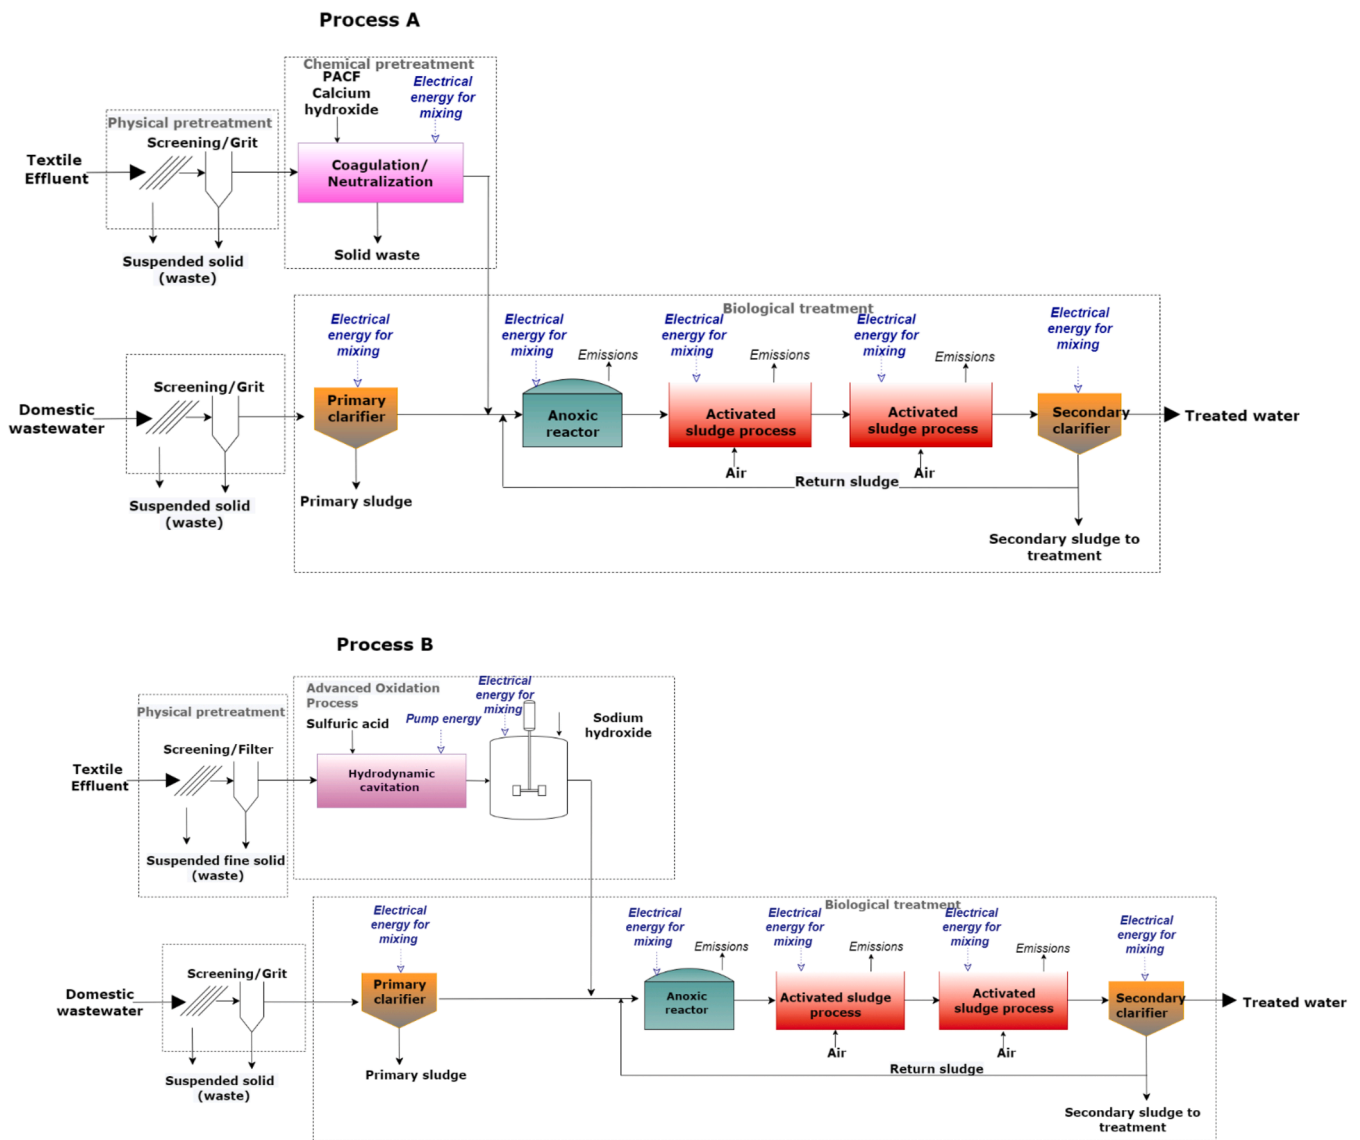 Process A
Chemical pretreatment
PACF
Calcium
hydroxide
Electrical
energy for
mixing
Physical pretreatment
Screening/Grit
Textile
Effluent
Coagulation/
Neutralization
Suspended solid
(waste)
Solid waste
Biological treatment
Electrical
energy for
mixing
Electrical
energy for
mixing
Electrical
energy for
mixing
Electrical
energy for
mixing
Electrical
energy for
mixing
Emissions
Emissions
Emissions
Screening/Grit
Domestic
wastewater
Primary
clarifier
Anoxic
reactor
Activated
sludge process
Activated
sludge process
Secondary
clarifier
Treated water
Air
Air
Return sludge
Suspended solid
(waste)
Primary sludge
Secondary sludge to
treatment
Process B
Advanced Oxidation
Process
Electrical
energy for
mixing
Physical pretreatment
Sulfuric acid
Pump energy
Sodium
hydroxide
Screening/Filter
Textile
Effluent
Hydrodynamic
cavitation
Suspended fine solid
(waste)
Biological treatment
Electrical
energy for
mixing
Electrical
energy for
mixing
Electrical
energy for
mixing
Electrical
energy for
mixing
Electrical
energy for
mixing
Emissions
Emissions
Emissions
Screening/Grit
Domestic
wastewater
Primary
clarifier
Anoxic
reactor
Activated sludge
process
Activated
sludge process
Secondary
clarifier
Treated water
Air
Air
Return sludge
Suspended solid
(waste)
Primary sludge
Secondary sludge to
treatment